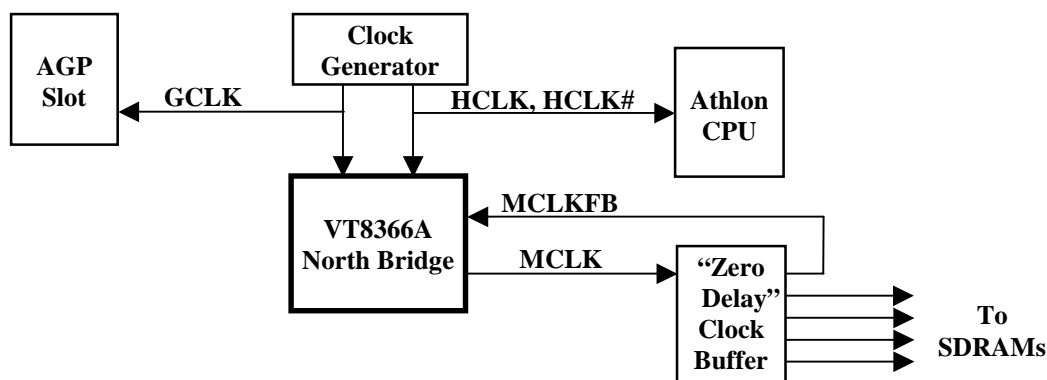 AGP
Slot
Clock
Generator
GCLK
HCLK, HCLK#
Athlon
CPU
VT8366A
North Bridge
MCLKFB
MCLK
“Zero
Delay”
Clock
Buffer
To
SDRAMs